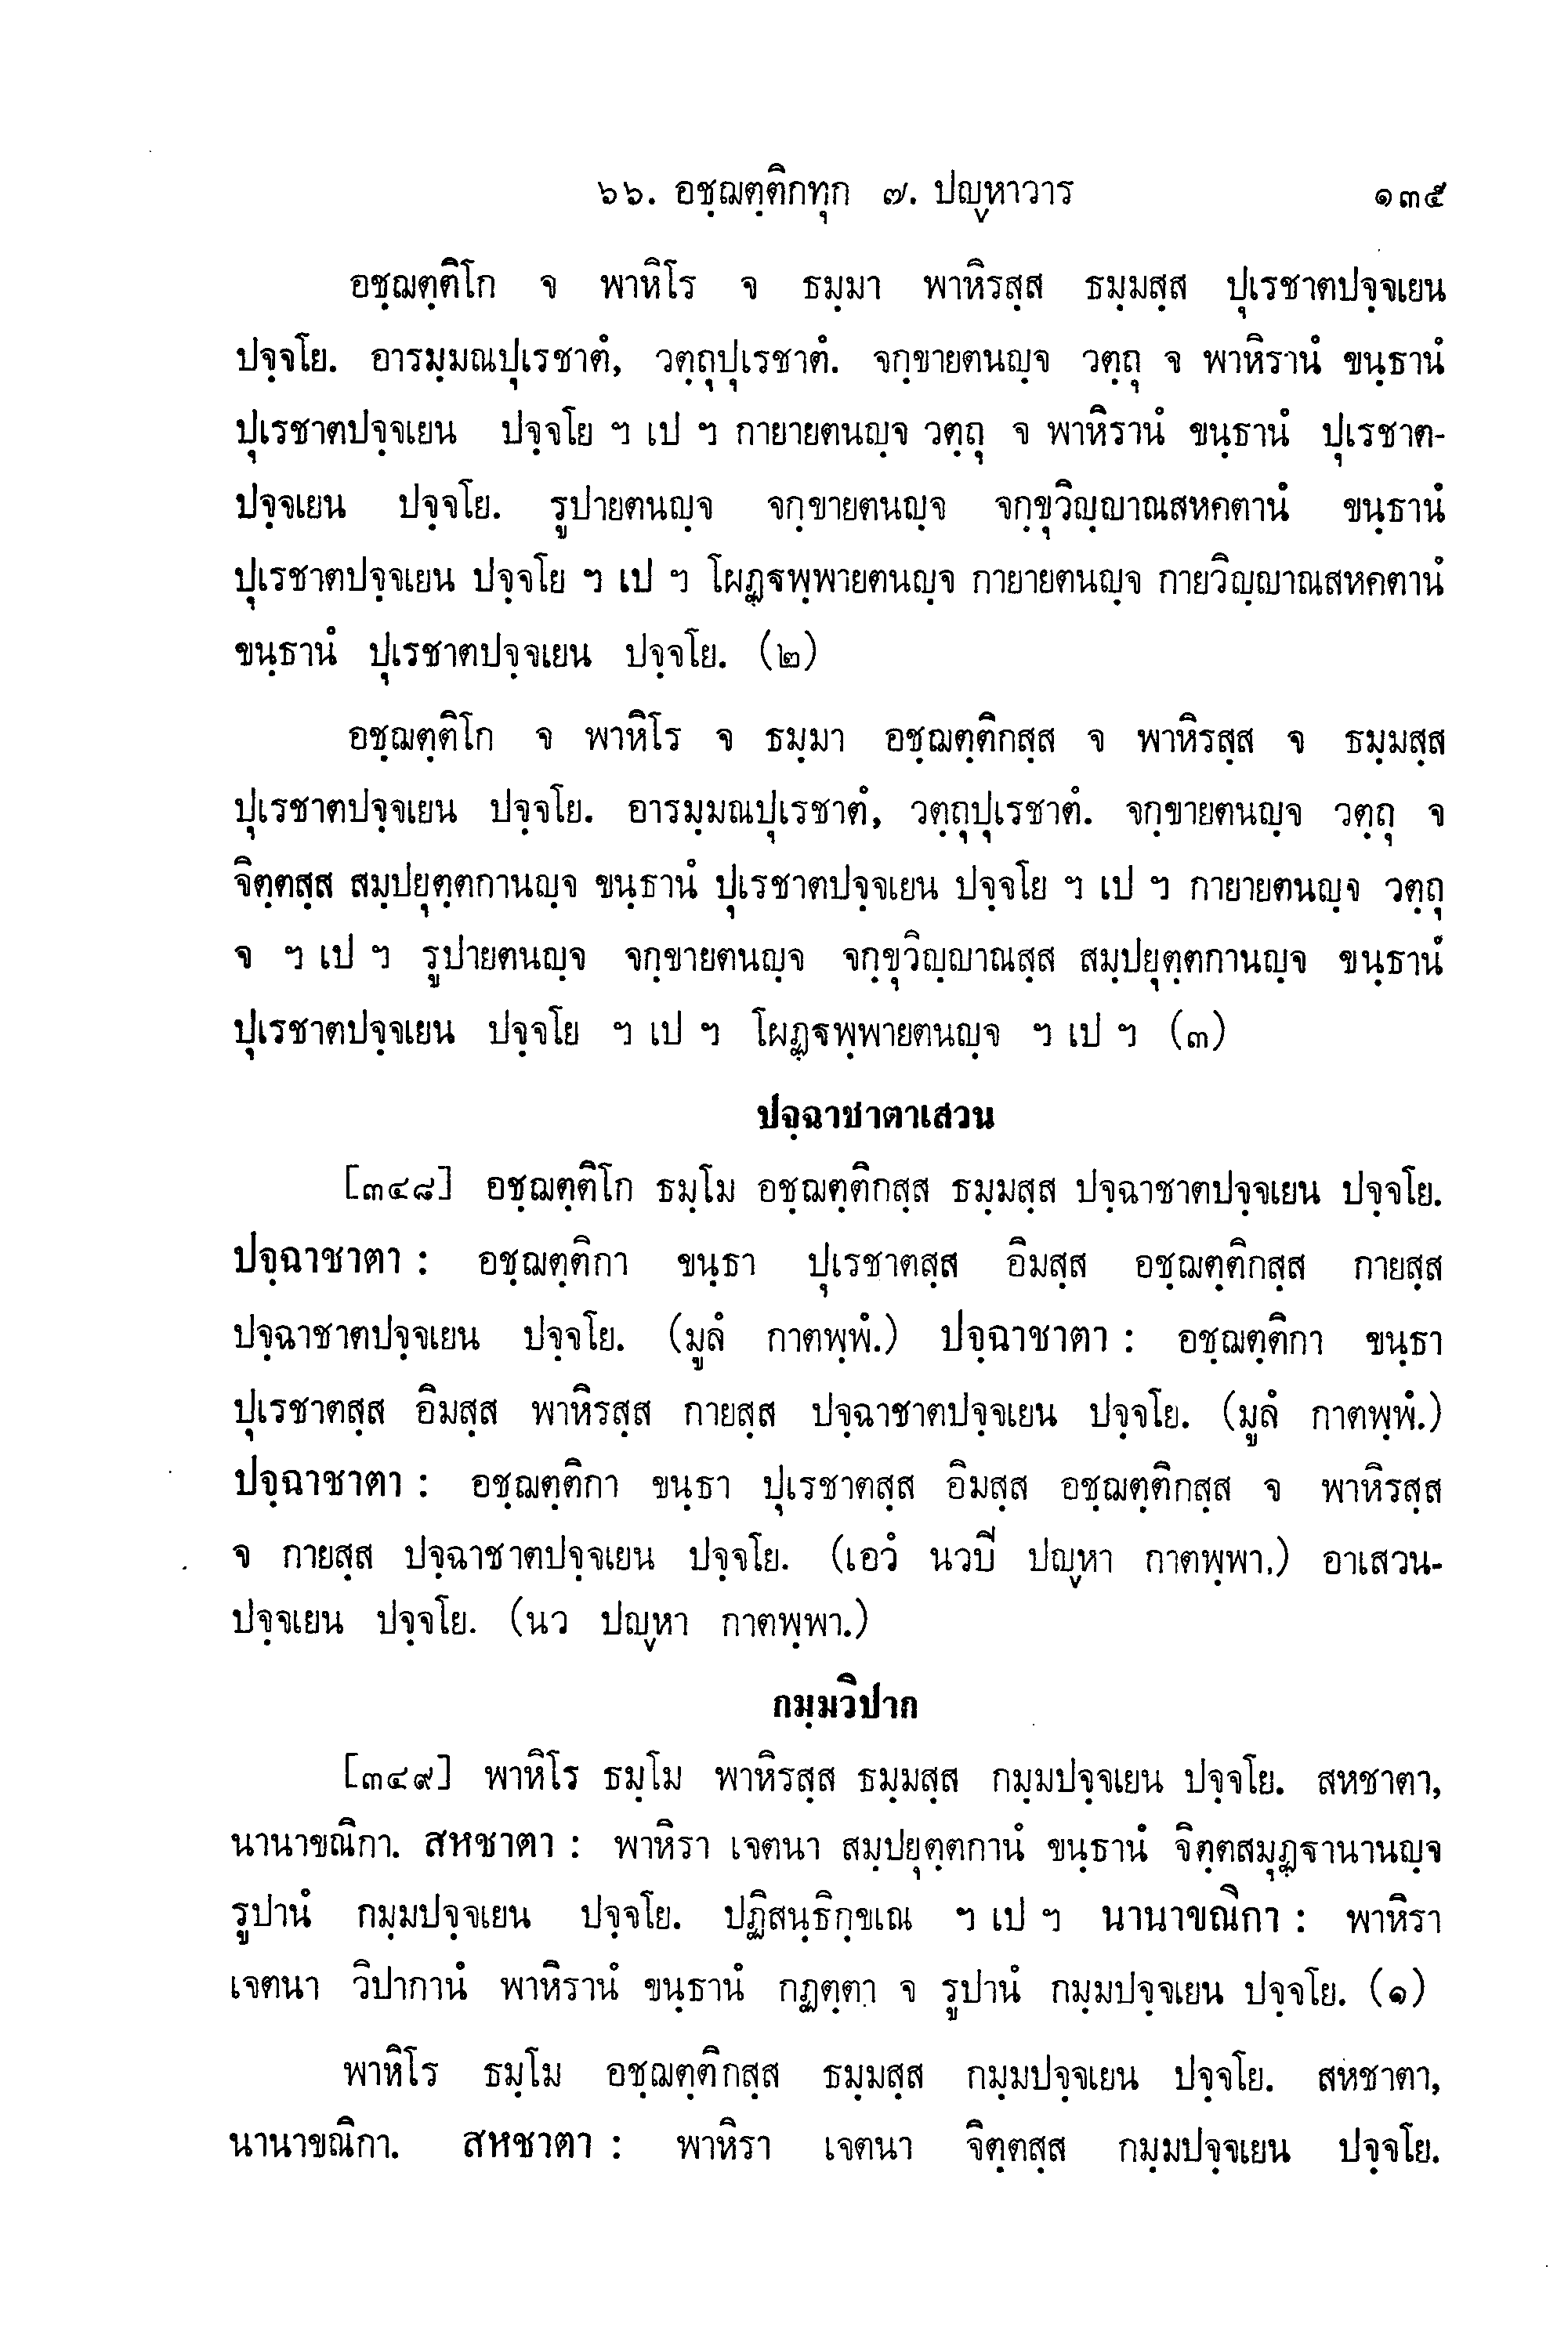 ๖๖. อชฺฌตฺติกทุก ๗. ปญฺหาวาร ๑๓๕
อชฺฌตฺติโก จ พาหิโร จ ธมฺมา พาหิรสฺส ธมฺมสฺส ปุเรชาตปจฺจเยน
ปจฺจโย. อารมฺมณปุเรชาตํ, วตฺถุปุเรชาตํ. จกฺขายตนญฺจ วตฺถุ จ พาหิรานํ ขนฺธานํ
ปุเรชาตปจฺจเยน ปจฺจโย ฯ เป ฯ กายายตนญฺจ วตฺถุ จ พาหิรานํ ขนฺธานํ ปุเรชาต-
ปจฺจเยน ปจฺจโย. รูปายตนญฺจ จกฺขายตนญฺจ จกฺขุวิญฺญาณสหคตานํ ขนฺธานํ
ปุเรชาตปจฺจเยน ปจฺจโย ฯ เป ฯ โผฏฺฐพฺพายตนญฺจ กายายตนญฺจ กายวิญฺญาณสหคตานํ
ขนฺธานํ ปุเรชาตปจฺจเยน ปจฺจโย. (๒)
อชฺฌตฺติโก จ พาหิโร จ ธมฺมา อชฺฌตฺติกสฺส จ พาหิรสฺส จ ธมฺมสฺส
ปุเรชาตปจฺจเยน ปจฺจโย. อารมฺมณปุเรชาตํ, วตฺถุปุเรชาตํ. จกฺขายตนญฺจ วตฺถุ จ
จิตฺตสฺส สมฺปยุตฺตกานญฺจ ขนฺธานํ ปุเรชาตปจฺจเยน ปจฺจโย ฯ เป ฯ กายายตนญฺจ วตฺถุ
จ ฯ เป ฯ รูปายตนญฺจ จกฺขายตนญฺจ จกฺขุวิญฺญาณสฺส สมฺปยุตฺตกานญฺจ ขนฺธานํ
ปุเรชาตปจฺจเยน ปจฺจโย ฯ เป ฯ โผฏฺฐพฺพายตนญฺจ ฯ เป ฯ (๓)
ปจฺฉาชาตาเสวน
[๓๔๘] อชฺฌตฺติโก ธมฺโม อชฺฌตฺติกสฺส ธมฺมสฺส ปจฺฉาชาตปจฺจเยน ปจฺจโย.
ปจฺฉาชาตา : อชฺฌตฺติกา ขนฺธา ปุเรชาตสฺส อิมสฺส อชฺฌตฺติกสฺส กายสฺส
ปจฺฉาชาตปจฺจเยน ปจฺจโย. (มูลํ กาตพฺพํ.) ปจฺฉาชาตา : อชฺฌตฺติกา ขนฺธา
ปุเรชาตสฺส อิมสฺส พาหิรสฺส กายสฺส ปจฺฉาชาตปจฺจเยน ปจฺจโย. (มูลํ กาตพฺพํ.)
ปจฺฉาชาตา : อชฺฌตฺติกา ขนฺธา ปุเรชาตสฺส อิมสฺส อชฺฌตฺติกสฺส จ พาหิรสฺส
จ กายสฺส ปจฺฉาชาตปจฺจเยน ปจฺจโย. (เอวํ นวปี ปญฺหา กาตพฺพา.) อาเสวน-
ปจฺจเยน ปจฺจโย. (นว ปญฺหา กาตพฺพา.)
กมฺมวิปาก
[๓๔๙] พาหิโร ธมฺโม พาหิรสฺส ธมฺมสฺส กมฺมปจฺจเยน ปจฺจโย. สหชาตา,
นานาขณิกา. สหชาตา : พาหิรา เจตนา สมฺปยุตฺตกานํ ขนฺธานํ จิตฺตสมุฏฺฐานานญฺจ
รูปานํ กมฺมปจฺจเยน ปจฺจโย. ปฏิสนฺธิกฺขเณ ฯ เป ฯ นานาขณิกา : พาหิรา
เจตนา วิปากานํ พาหิรานํ ขนฺธานํ กฏตฺตา จ รูปานํ กมฺมปจฺจเยน ปจฺจโย. (๑)
พาหิโร ธมฺโม อชฺฌตฺติกสฺส ธมฺมสฺส กมฺมปจฺจเยน ปจฺจโย. สหชาตา,
นานาขณิกา. สหชาตา : พาหิรา เจตนา จิตฺตสฺส กมฺมปจฺจเยน ปจฺจโย.